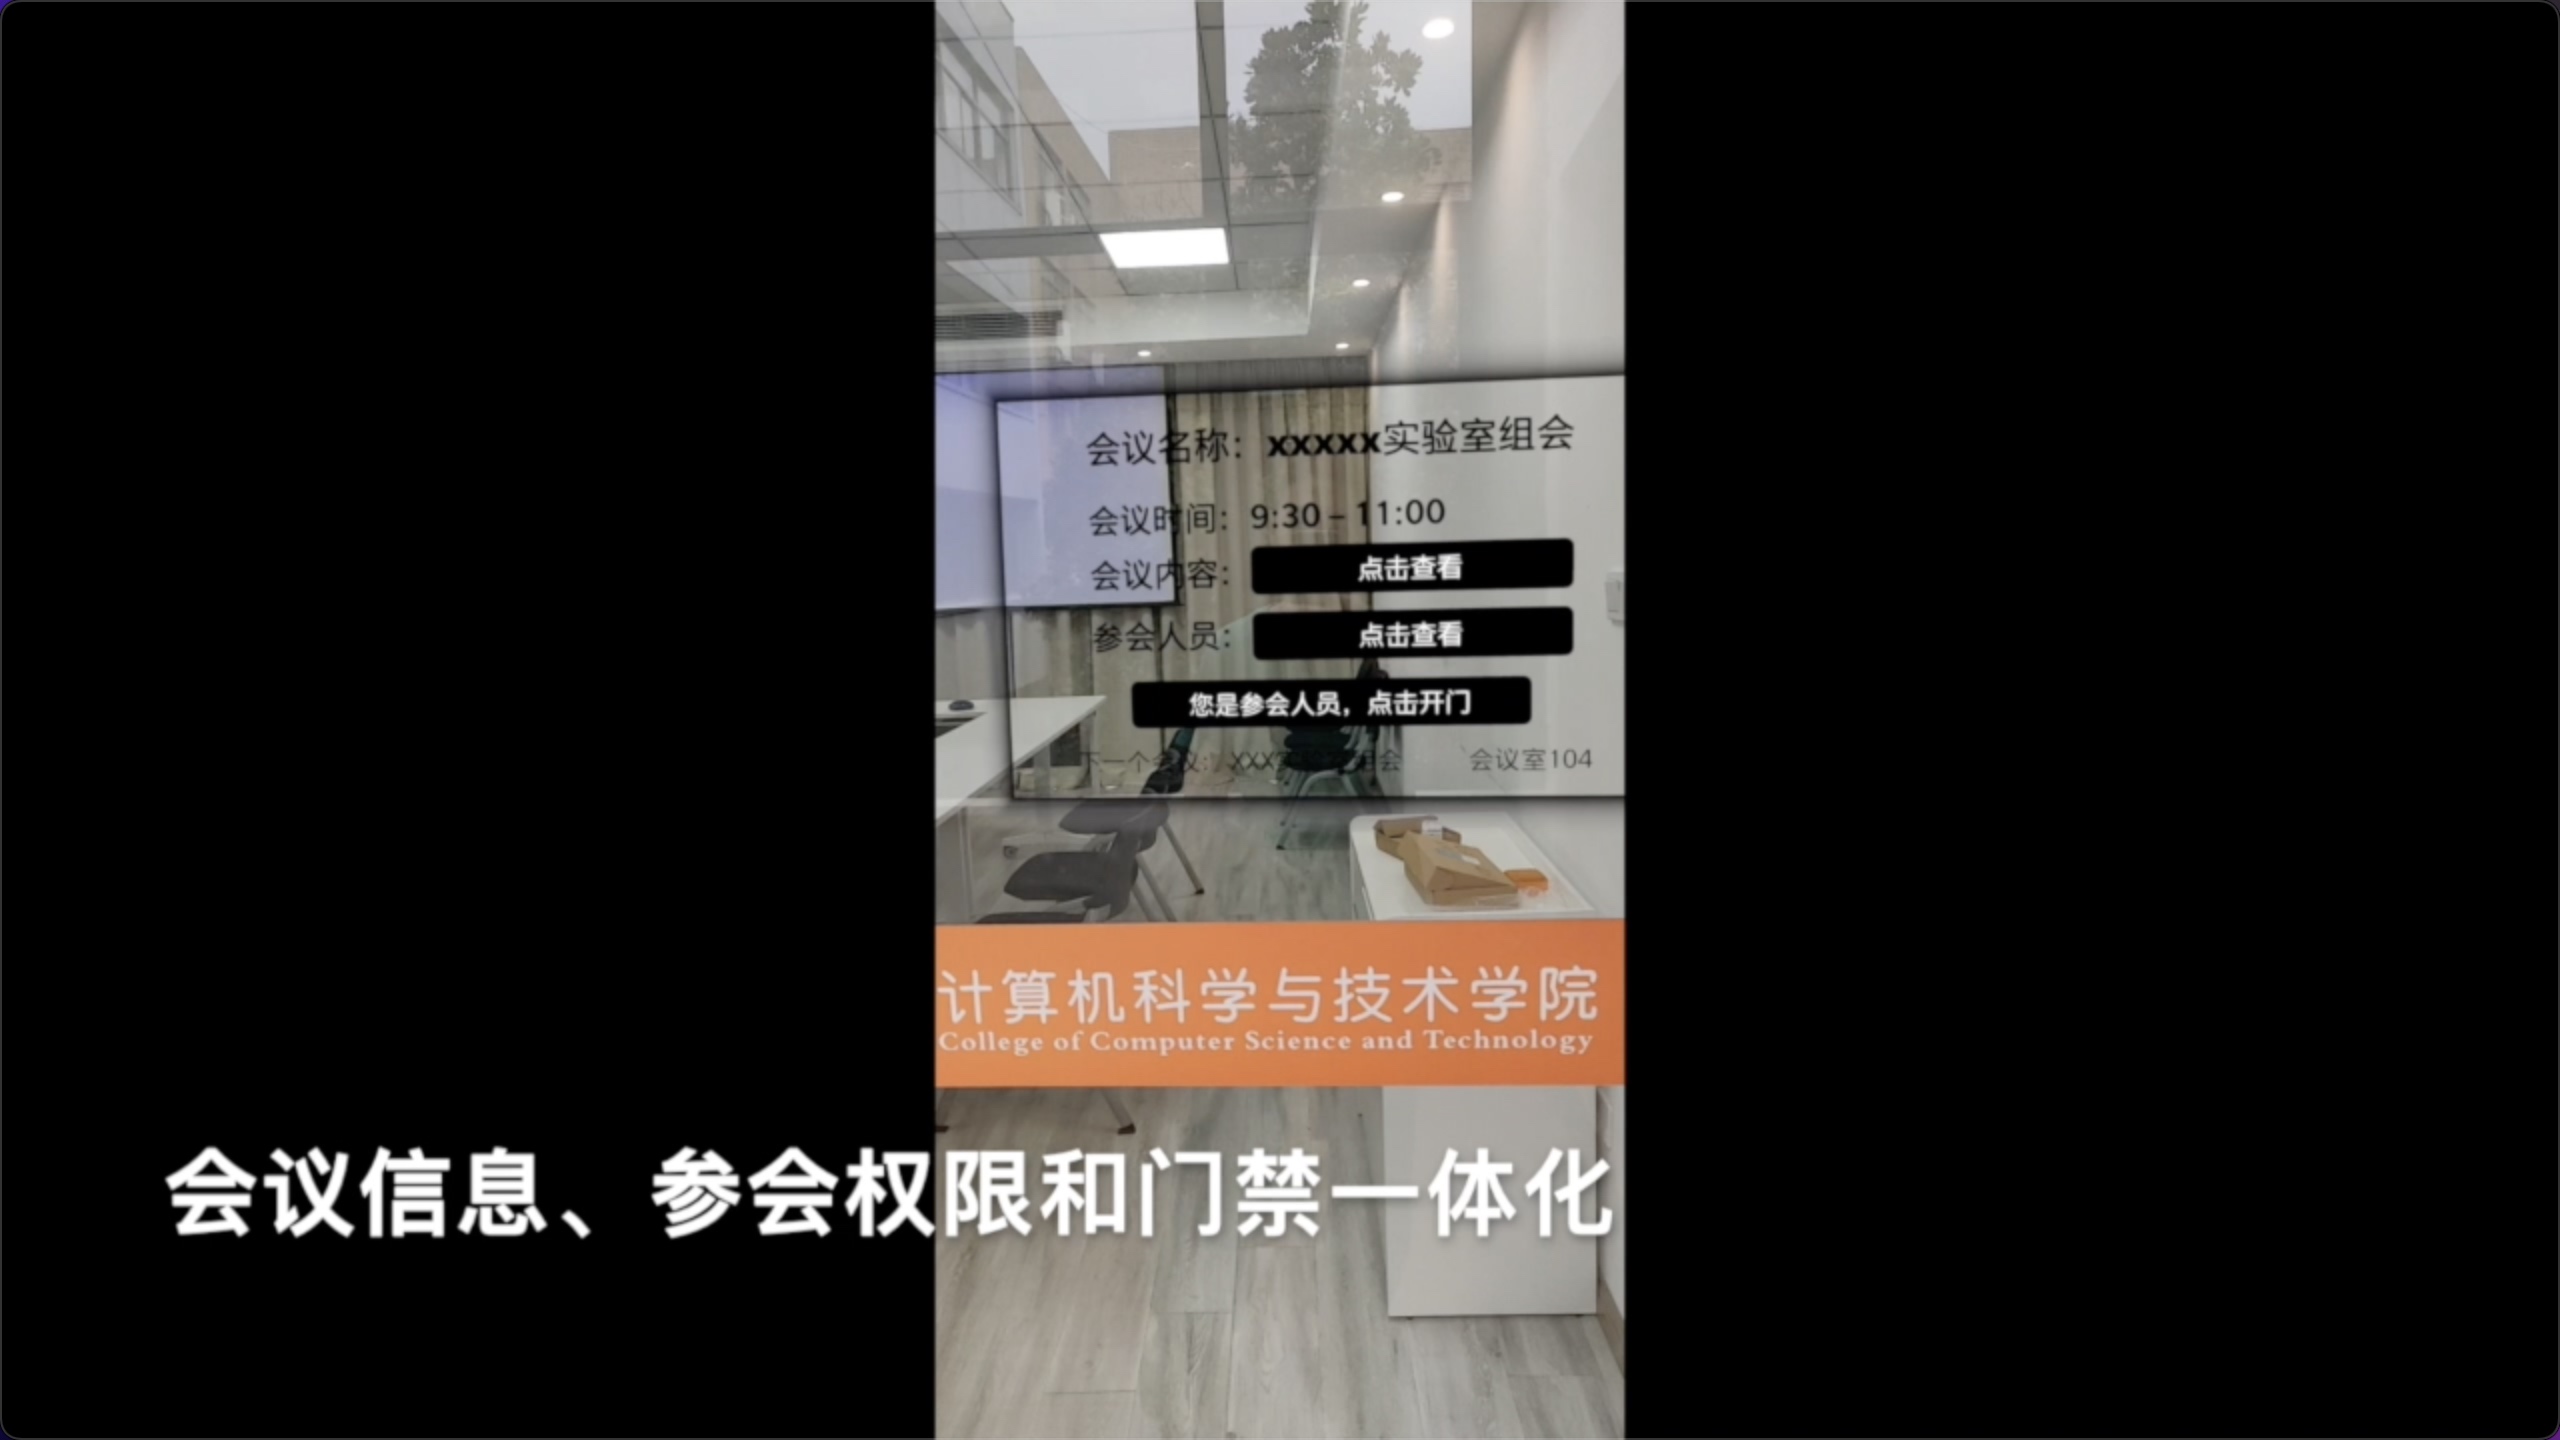 会议名称：xxxxx实验室组会
会议时间：9:30 – 11:00
会议内容：点击查看
参会人员：点击查看
您是参会人员，点击开门
下一个会议：XXX 组会 会议室104
计算机科学与技术学院
College of Computer Science and Technology
会议信息、参会权限和门禁一体化